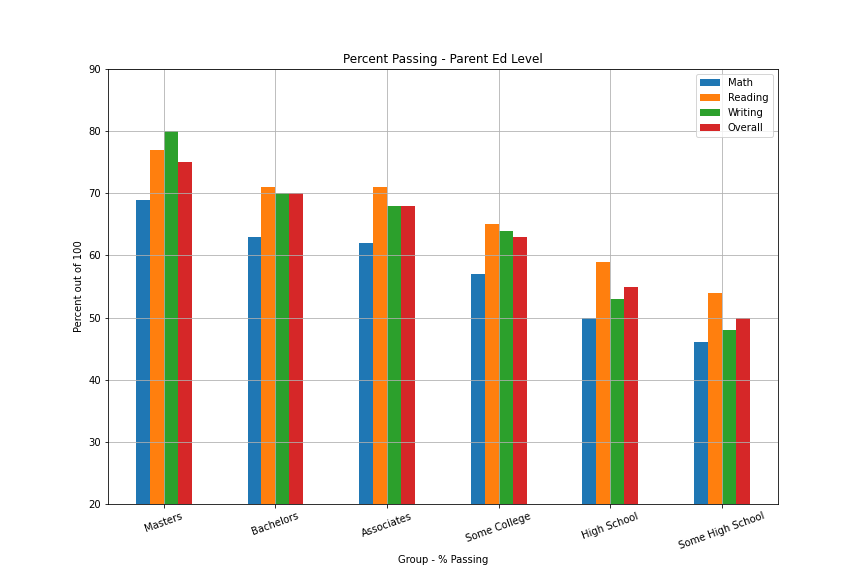 Percent Passing - Parent Ed Level
Math
Reading
Writing
Overall
Percent out of 100
90
80
70
60
50
40
30
20
Masters
Bachelors
Associates
Some College
High School
Some High School
Group - % Passing